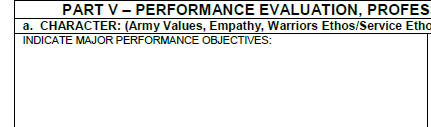 PART V – PERFORMANCE EVALUATION, PROFES
a. CHARACTER: (Army Values, Empathy, Warriors Ethos/Service Etho
INDICATE MAJOR PERFORMANCE OBJECTIVES: